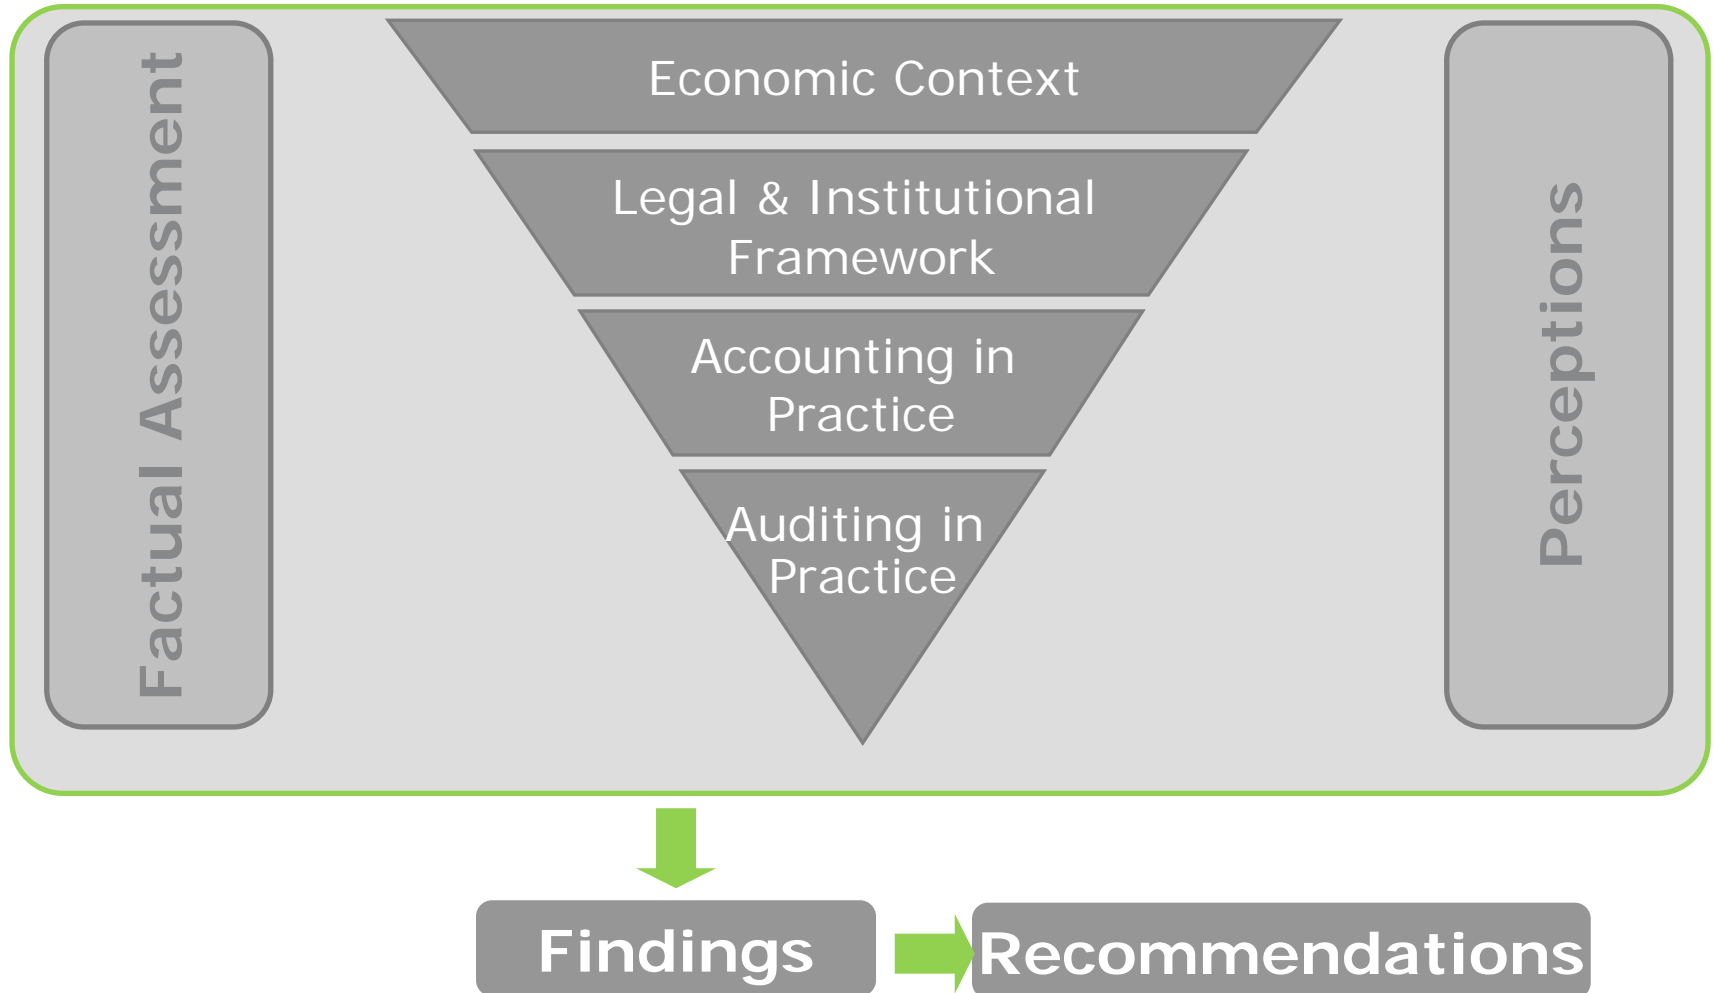 Factual Assessment
Economic Context
Legal & Institutional
Framework
Accounting in
Practice
Auditing in
Practice
Perceptions
Findings
Recommendations